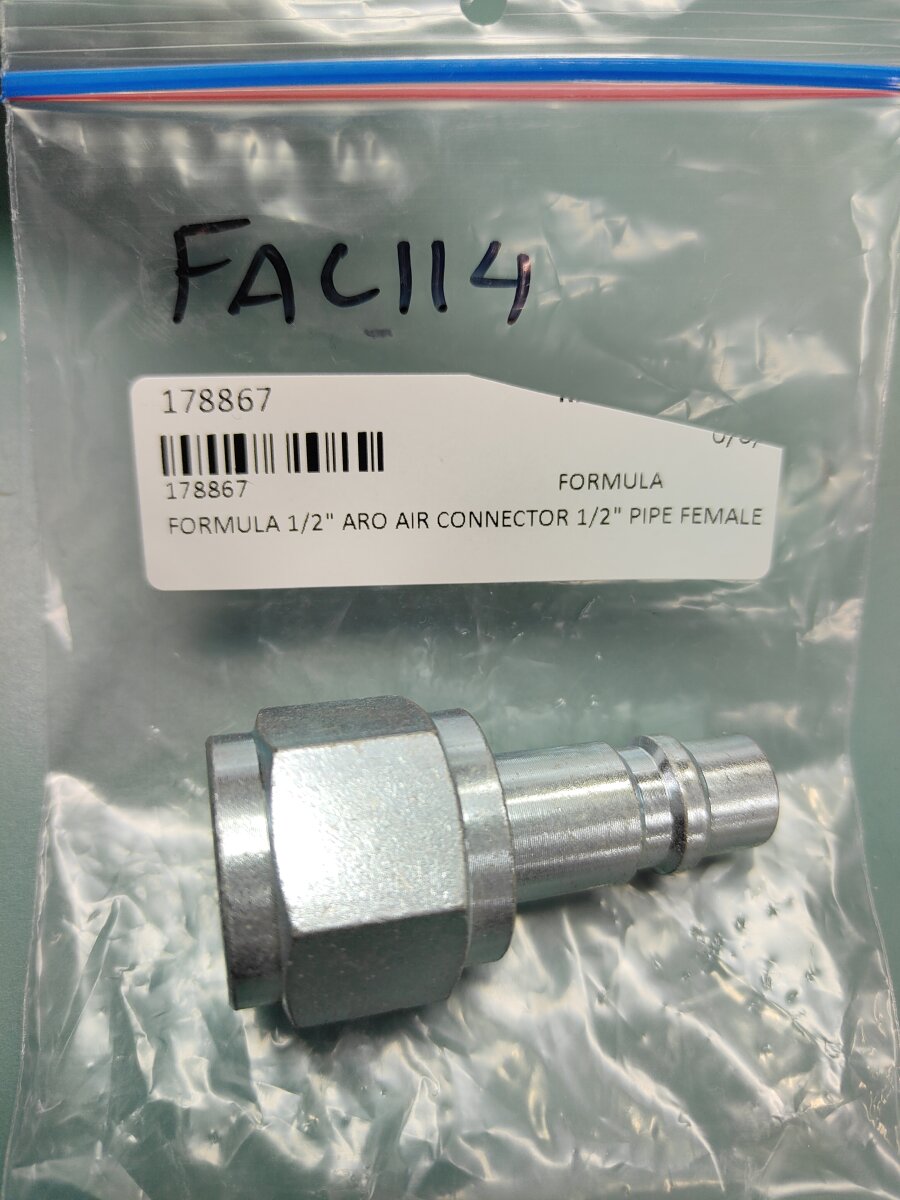 FAC114
178867
178867
FORMULA
FORMULA 1/2" ARO AIR CONNECTOR 1/2" PIPE FEMALE